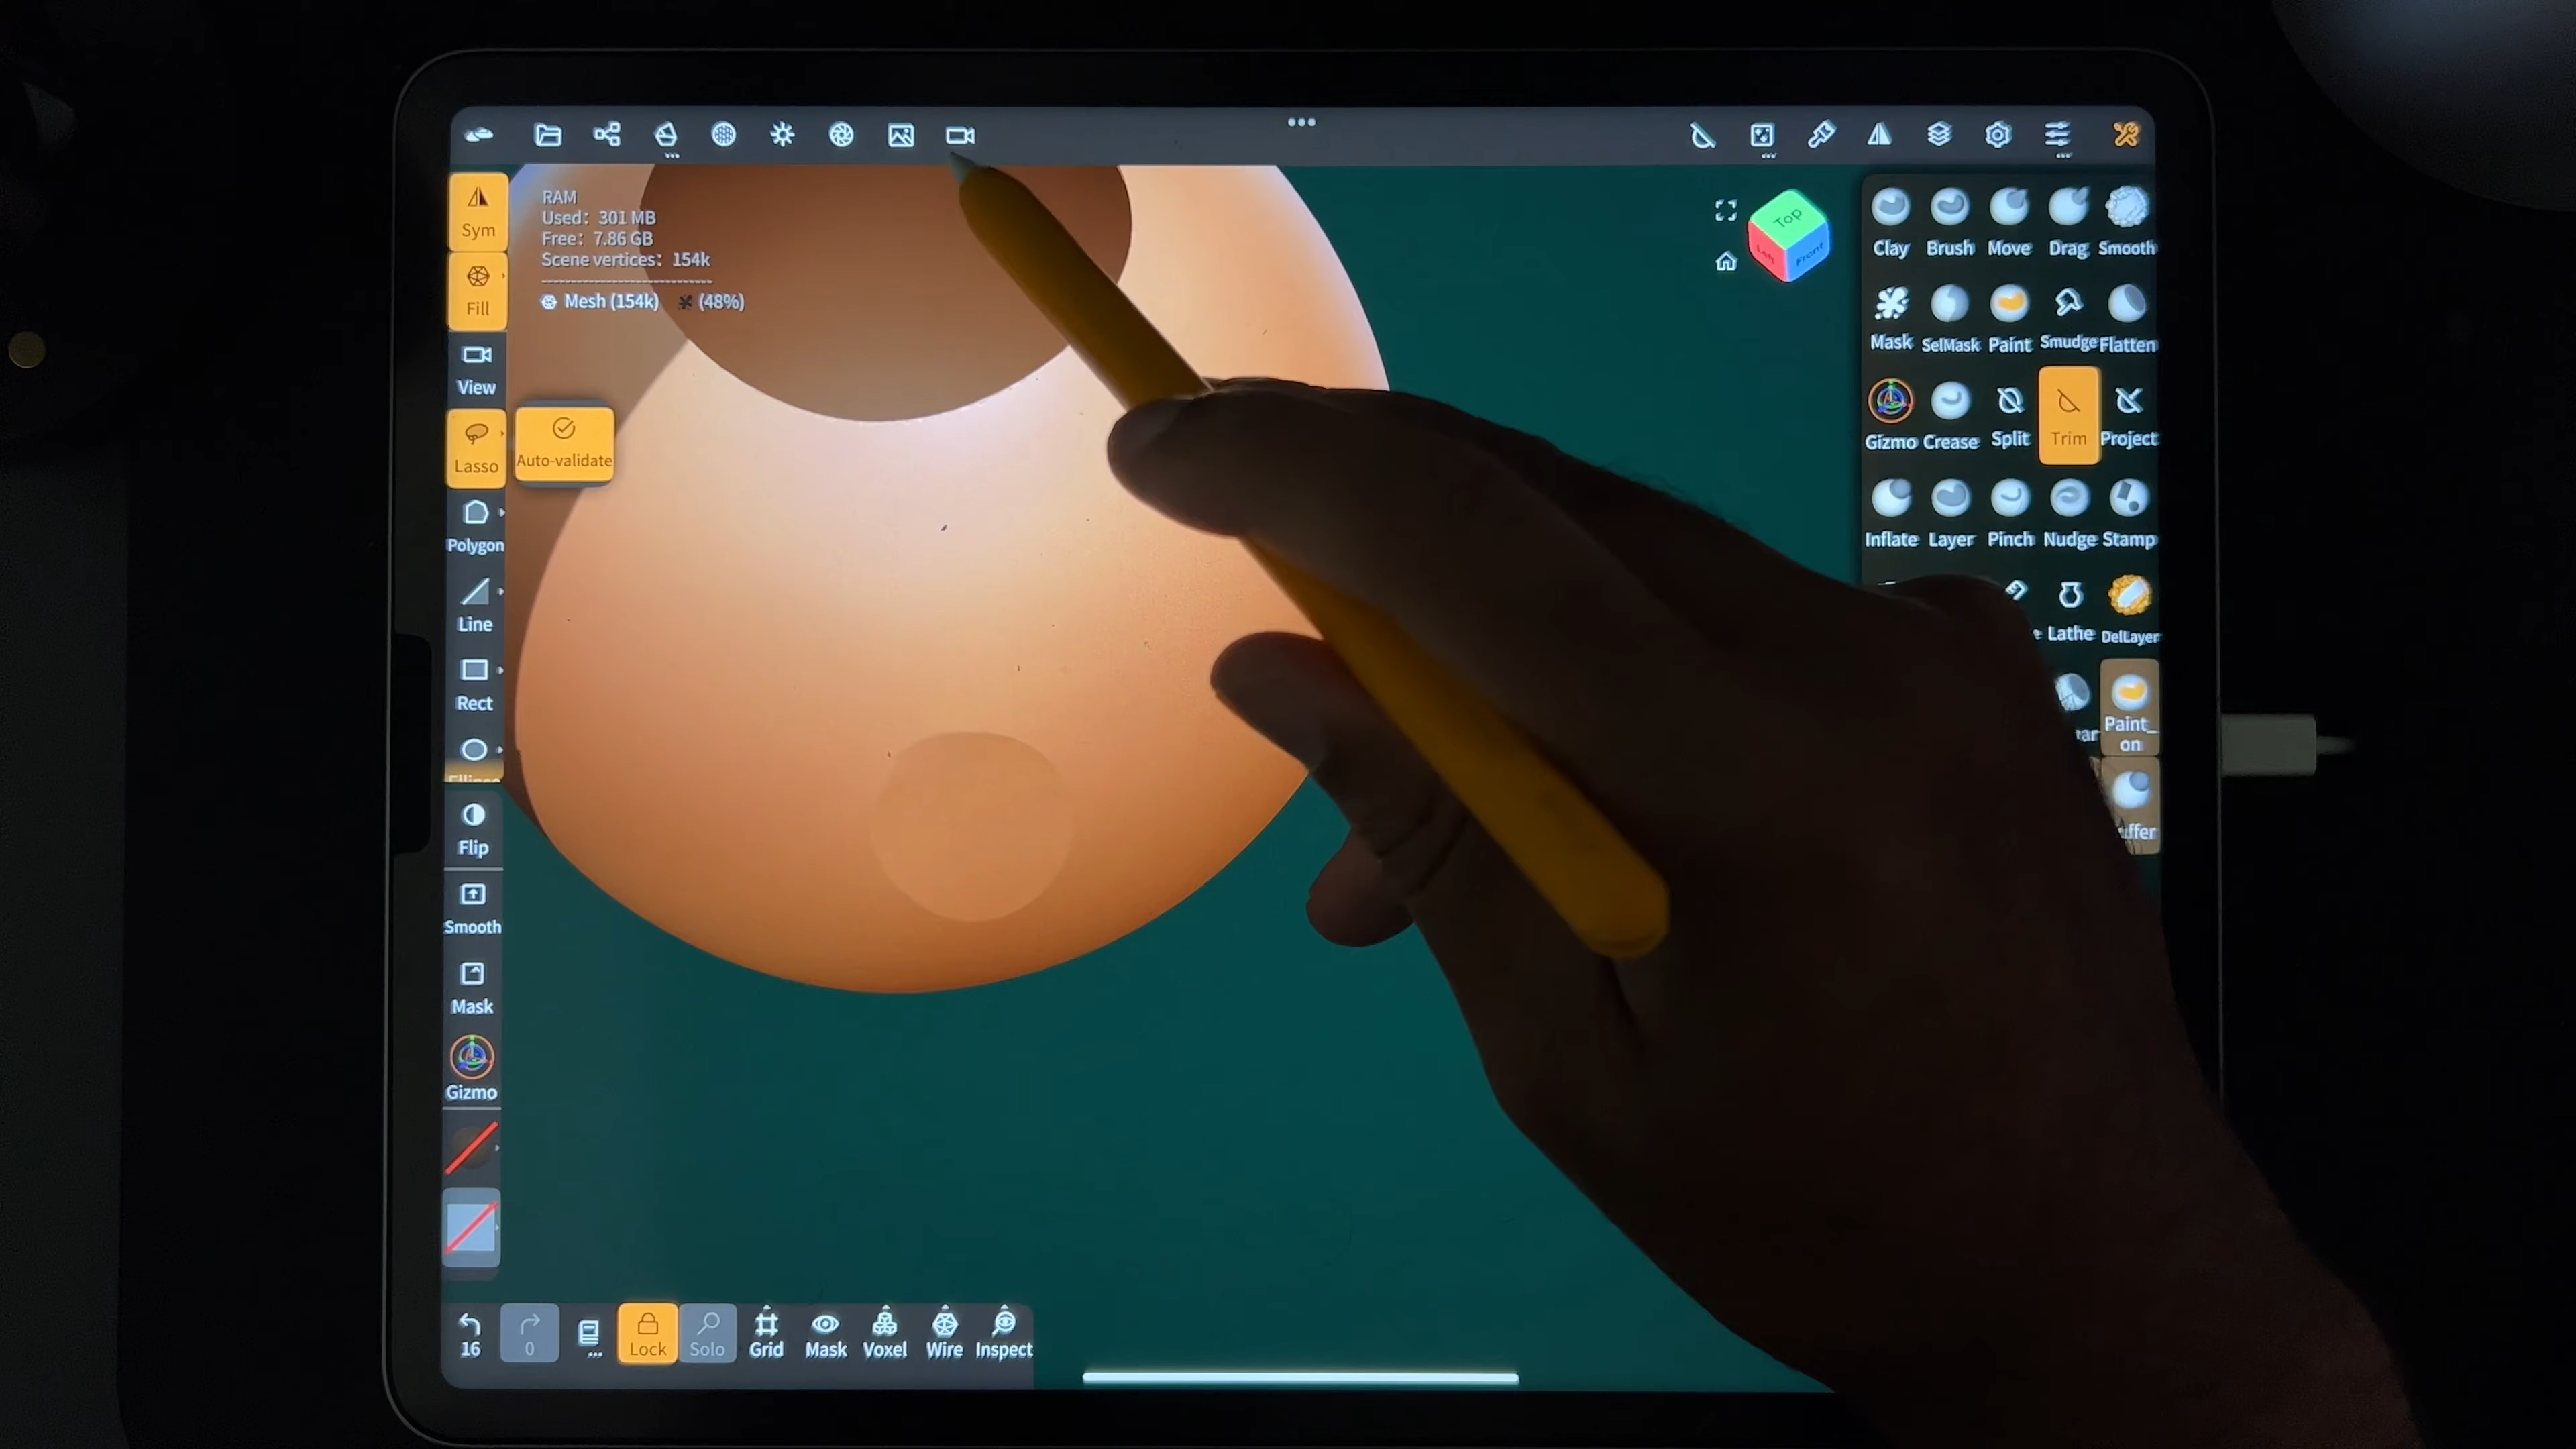 RAM
Used: 301 MB
Free: 7.86 GB
Scene vertices: 154k
Mesh (154k) (48%)
Sym
Fill
View
Lasso
Auto-validate
Polygon
Line
Rect
Flip
Smooth
Mask
Gizmo
Top
Left
Front
Clay Brush Move Drag Smooth
Mask SelMask Paint Smudge Flatten
Gizmo Crease Split Trim Project
Inflate Layer Pinch Nudge Stamp
Lathe DelLayer
Paint_
on
16 0 Lock Solo Grid Mask Voxel Wire Inspect